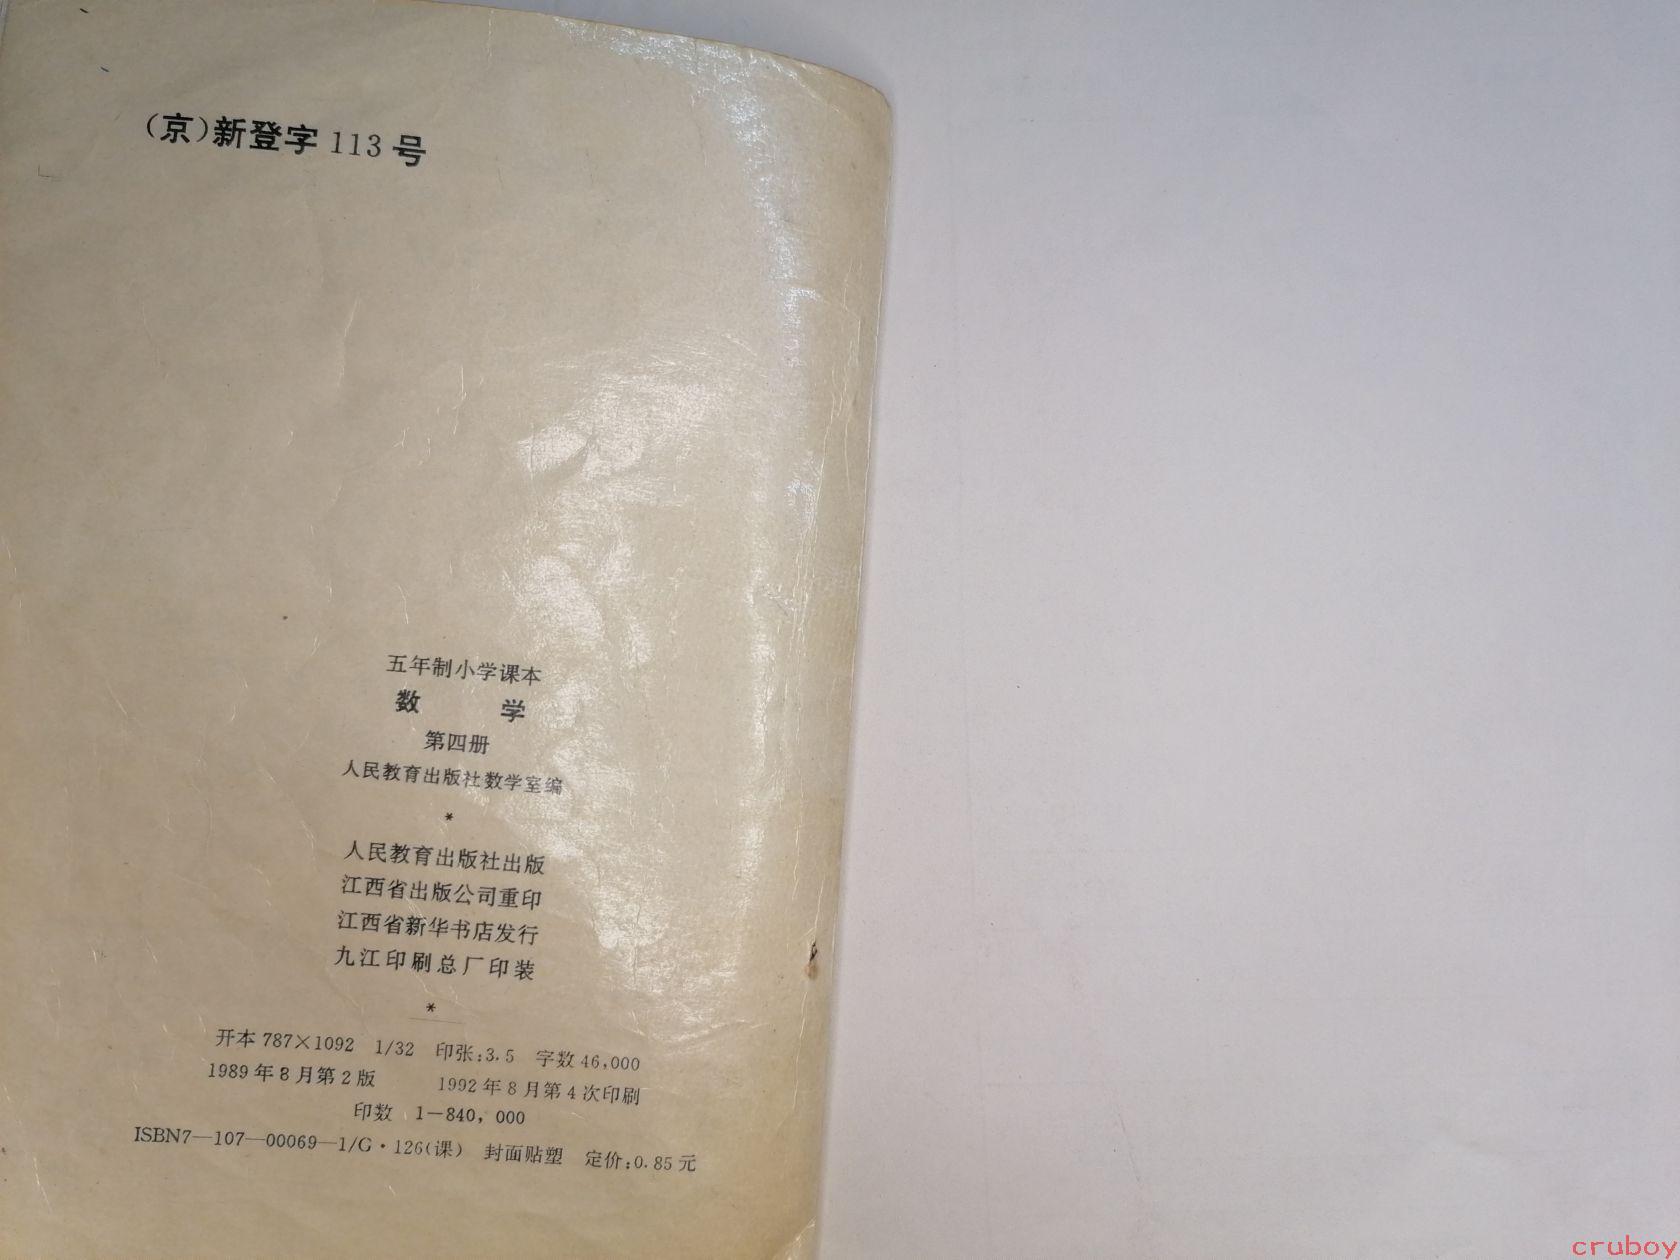 （京）新登字 113 号
五年制小学课本
数 学
第四册
人民教育出版社数学室编
*
人民教育出版社出版
江西省出版公司重印
江西省新华书店发行
九江印刷总厂印装
*
开本 787×1092 1/32 印张:3.5 字数 46,000
1989 年 8 月第 2 版 1992 年 8 月第 4 次印刷
印数 1—840, 000
ISBN7—107—00069—1/G·126(课) 封面贴塑 定价:0.85 元
cruboy